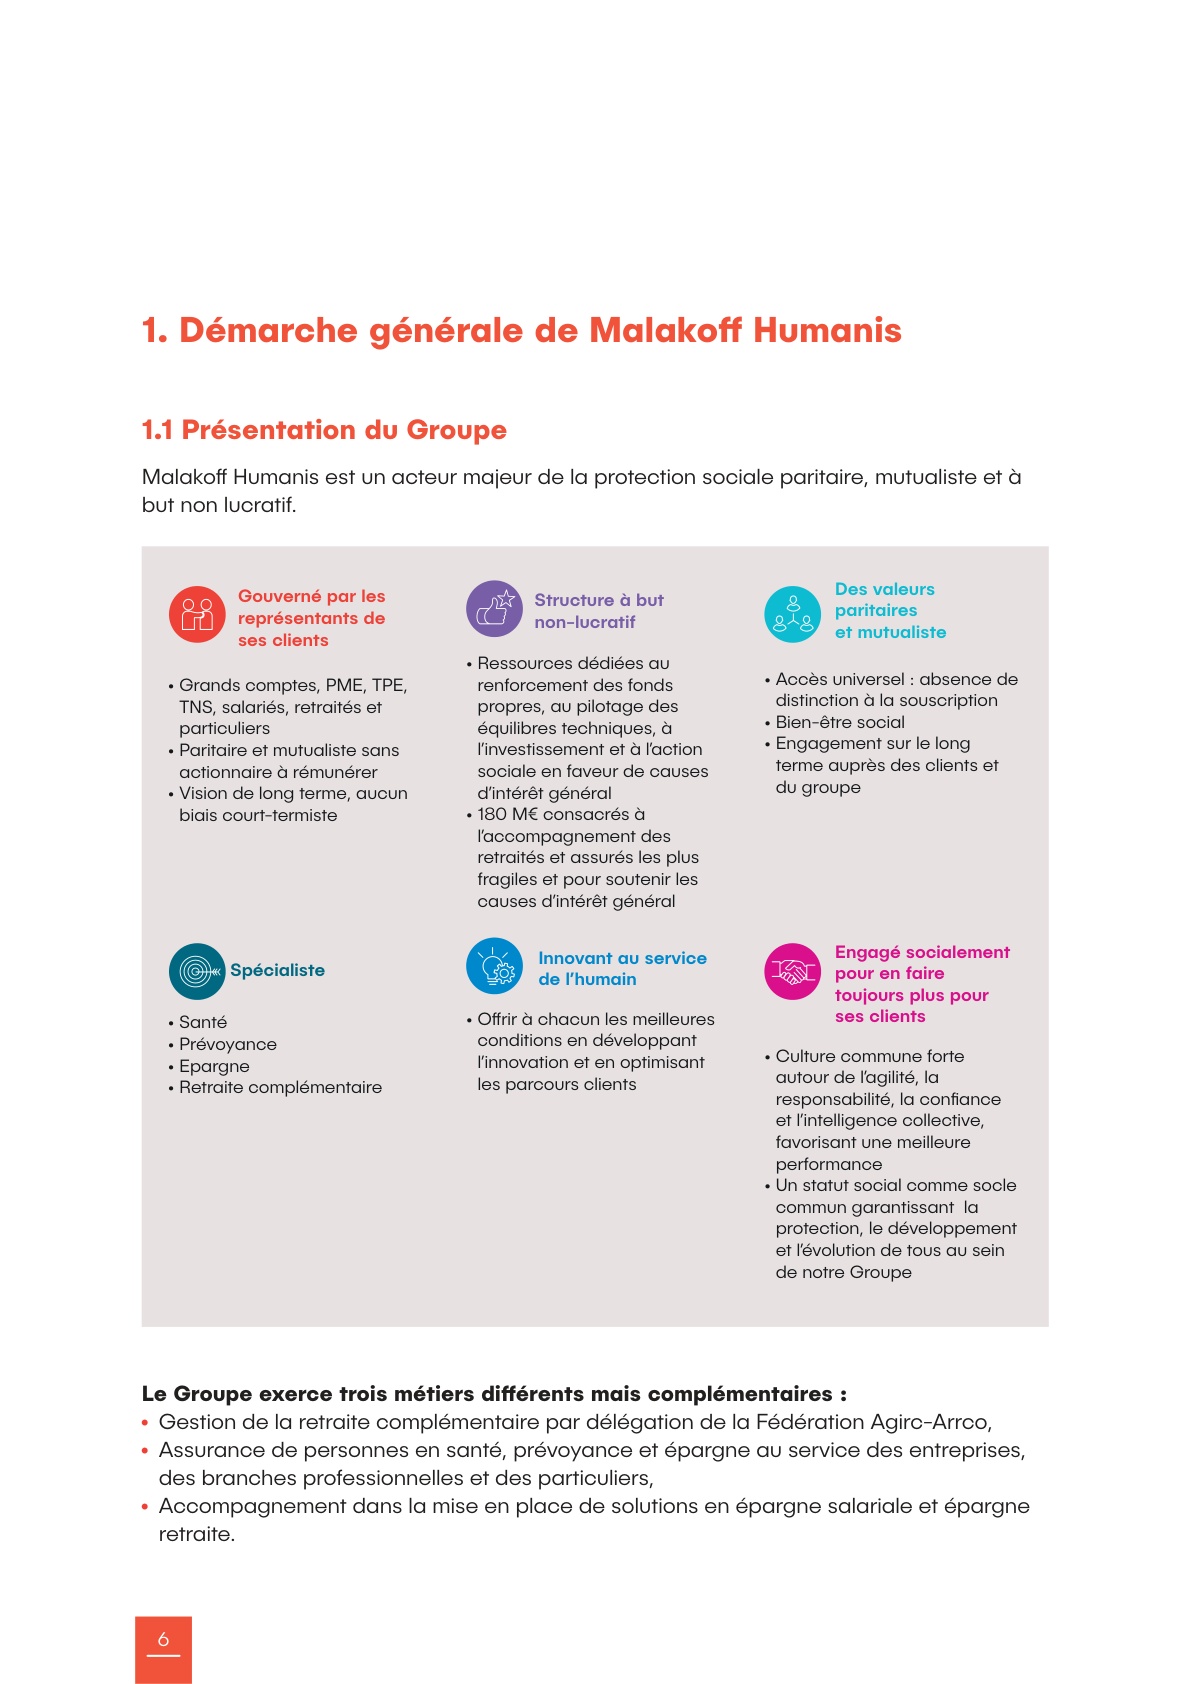 1. Démarche générale de Malakoff Humanis
1.1 Présentation du Groupe
Malakoff Humanis est un acteur majeur de la protection sociale paritaire, mutualiste et à
but non lucratif.
Gouverné par les
représentants de
ses clients
• Grands comptes, PME, TPE,
TNS, salariés, retraités et
particuliers
• Paritaire et mutualiste sans
actionnaire à rémunérer
• Vision de long terme, aucun
biais court-termiste
Structure à but
non-lucratif
• Ressources dédiées au
renforcement des fonds
propres, au pilotage des
équilibres techniques, à
l’investissement et à l’action
sociale en faveur de causes
d’intérêt général
• 180 M€ consacrés à
l’accompagnement des
retraités et assurés les plus
fragiles et pour soutenir les
causes d’intérêt général
Des valeurs
paritaires
et mutualiste
• Accès universel : absence de
distinction à la souscription
• Bien-être social
• Engagement sur le long
terme auprès des clients et
du groupe
Spécialiste
• Santé
• Prévoyance
• Epargne
• Retraite complémentaire
Innovant au service
de l’humain
• Offrir à chacun les meilleures
conditions en développant
l’innovation et en optimisant
les parcours clients
Engagé socialement
pour en faire
toujours plus pour
ses clients
• Culture commune forte
autour de l’agilité, la
responsabilité, la confiance
et l’intelligence collective,
favorisant une meilleure
performance
• Un statut social comme socle
commun garantissant  la
protection, le développement
et l’évolution de tous au sein
de notre Groupe
Le Groupe exerce trois métiers différents mais complémentaires :
• Gestion de la retraite complémentaire par délégation de la Fédération Agirc-Arrco,
• Assurance de personnes en santé, prévoyance et épargne au service des entreprises,
des branches professionnelles et des particuliers,
• Accompagnement dans la mise en place de solutions en épargne salariale et épargne
retraite.
6